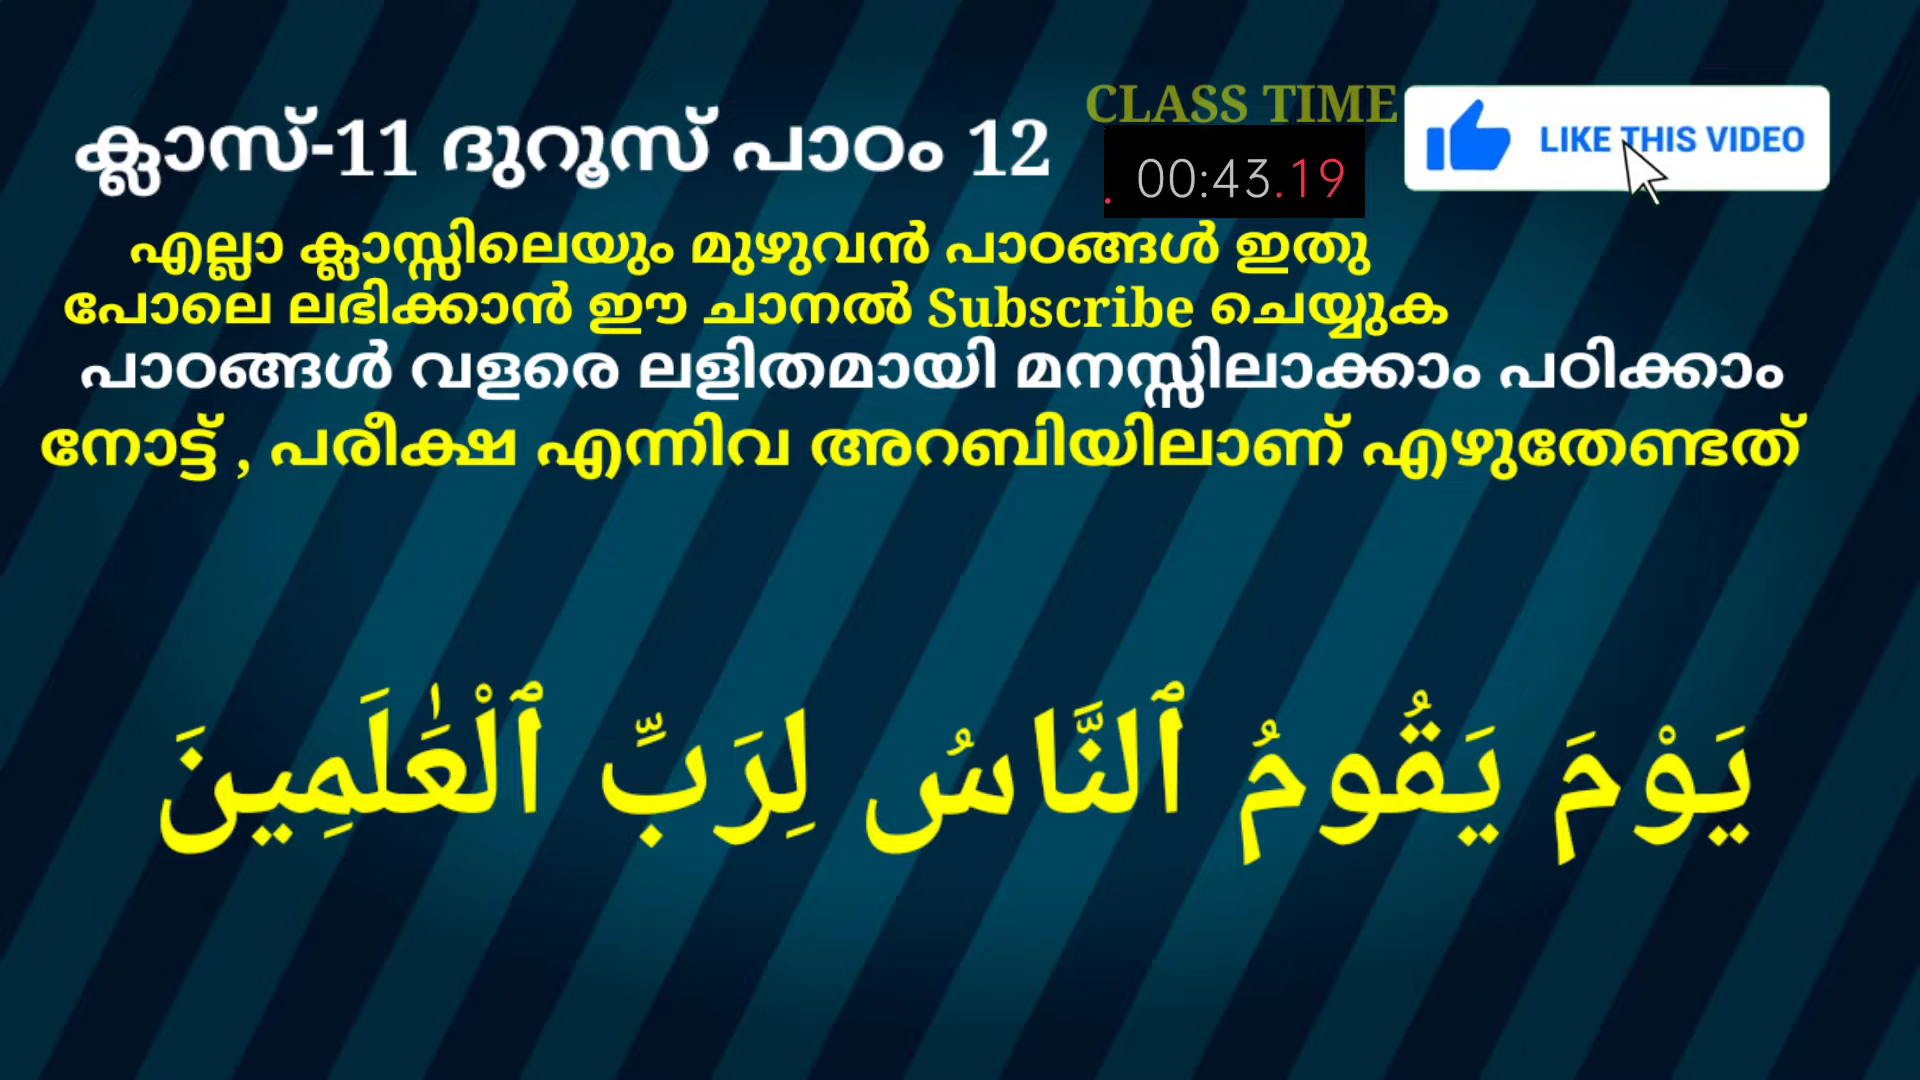 CLASS TIME
ക്ലാസ്-11 ദുറൂസ് പാഠം 12
00:43.19
LIKE THIS VIDEO
എല്ലാ ക്ലാസ്സിലെയും മുഴുവൻ പാഠങ്ങൾ ഇതു
പോലെ ലഭിക്കാൻ ഈ ചാനൽ Subscribe ചെയ്യുക
പാഠങ്ങൾ വളരെ ലളിതമായി മനസ്സിലാക്കാം പഠിക്കാം
നോട്ട് , പരീക്ഷ എന്നിവ അറബിയിലാണ് എഴുതേണ്ടത്
يَوْمَ يَقُومُ ٱلنَّاسُ لِرَبِّ ٱلْعَٰلَمِينَ